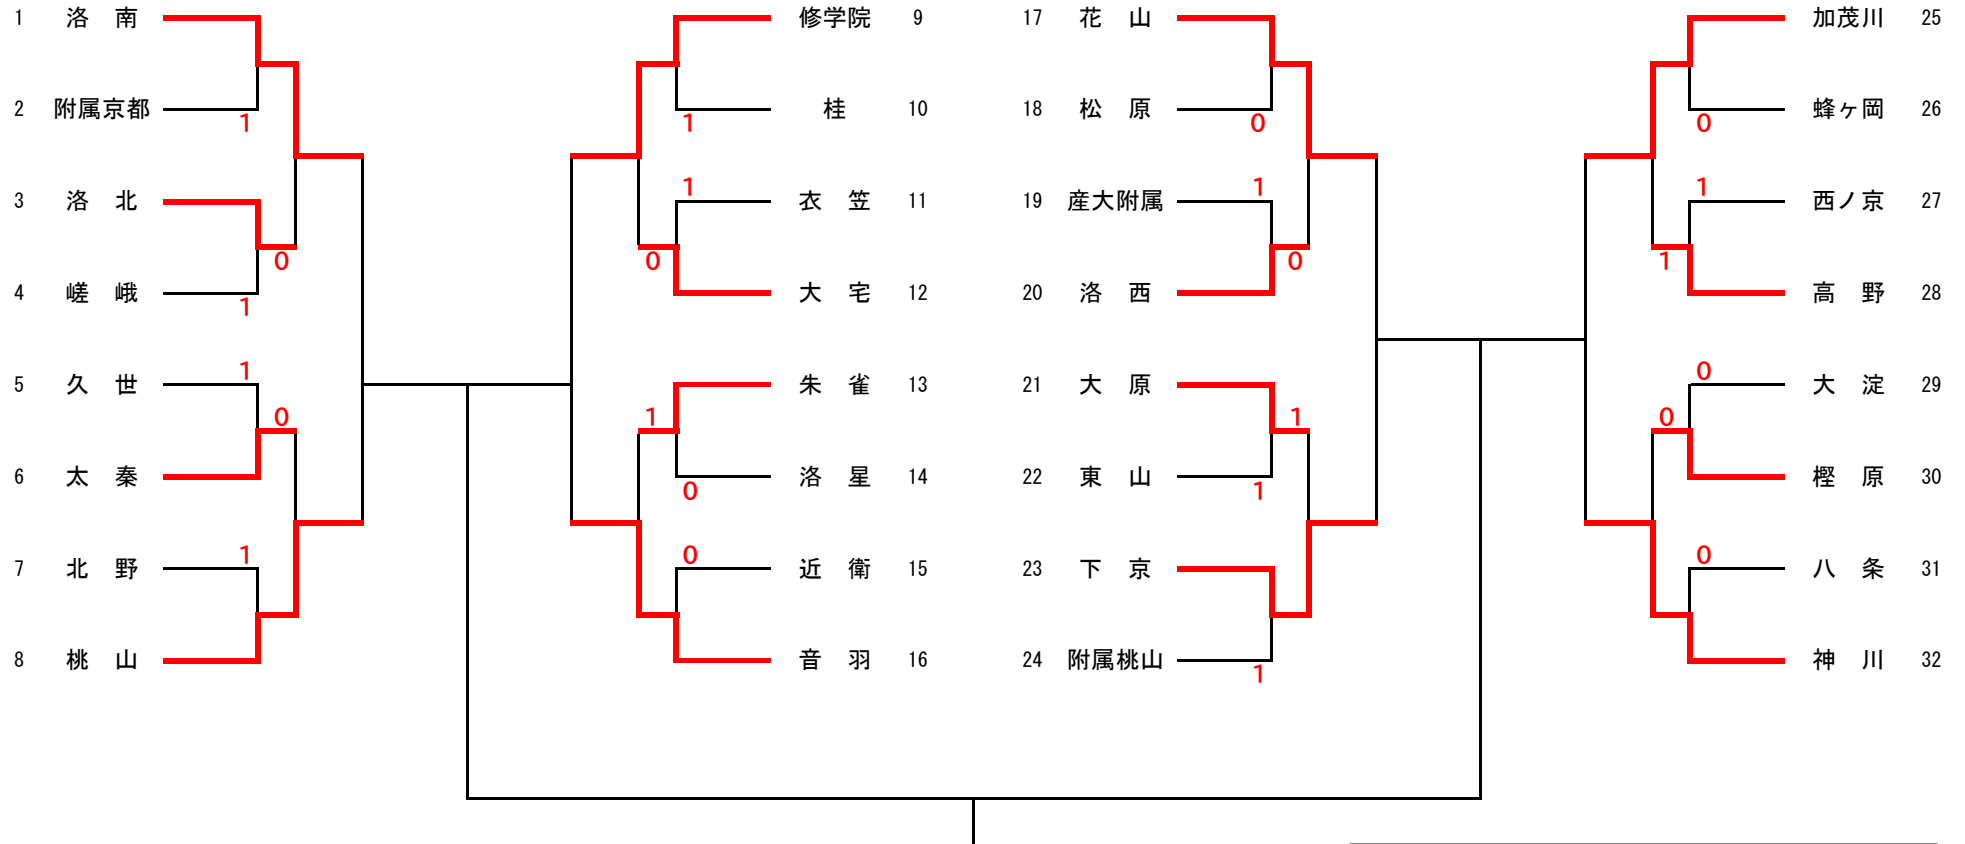 1 洛 南 修学院 9 17 花 山 加茂川 25
2 附属京都 桂 10 18 松 原 蜂ヶ岡 26
1 1 0 0
1 1 1
3 洛 北 衣 笠 11 19 産大附属 西ノ京 27
0 0 0 1
4 嵯 峨 大 宅 12 20 洛 西 高 野 28
1
1 0
5 久 世 朱 雀 13 21 大 原 大 淀 29
0 1 1 0
6 太 秦 洛 星 14 22 東 山 樫 原 30
0 1
1 0 0
7 北 野 近 衛 15 23 下 京 八 条 31
8 桃 山 音 羽 16 24 附属桃山 神 川 32
1